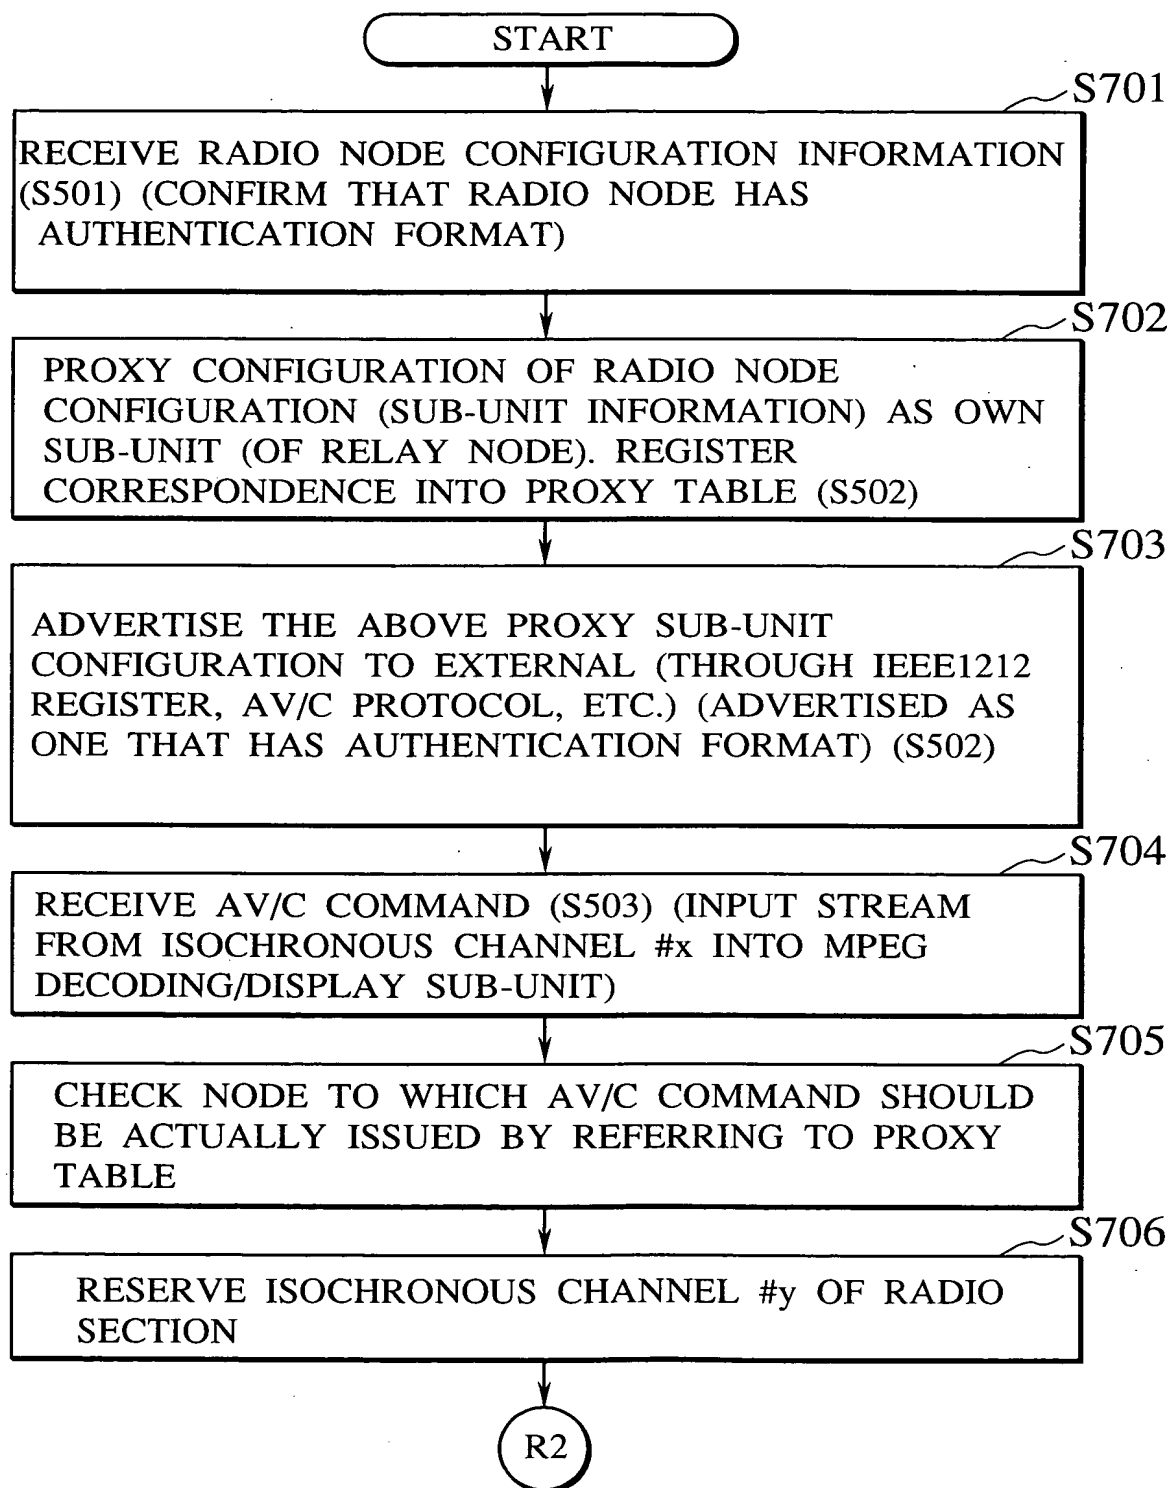 START
S701
RECEIVE RADIO NODE CONFIGURATION INFORMATION
(S501) (CONFIRM THAT RADIO NODE HAS
AUTHENTICATION FORMAT)
S702
PROXY CONFIGURATION OF RADIO NODE
CONFIGURATION (SUB-UNIT INFORMATION) AS OWN
SUB-UNIT (OF RELAY NODE). REGISTER
CORRESPONDENCE INTO PROXY TABLE (S502)
S703
ADVERTISE THE ABOVE PROXY SUB-UNIT
CONFIGURATION TO EXTERNAL (THROUGH IEEE1212
REGISTER, AV/C PROTOCOL, ETC.) (ADVERTISED AS
ONE THAT HAS AUTHENTICATION FORMAT) (S502)
S704
RECEIVE AV/C COMMAND (S503) (INPUT STREAM
FROM ISOCHRONOUS CHANNEL #x INTO MPEG
DECODING/DISPLAY SUB-UNIT)
S705
CHECK NODE TO WHICH AV/C COMMAND SHOULD
BE ACTUALLY ISSUED BY REFERRING TO PROXY
TABLE
S706
RESERVE ISOCHRONOUS CHANNEL #y OF RADIO
SECTION
R2